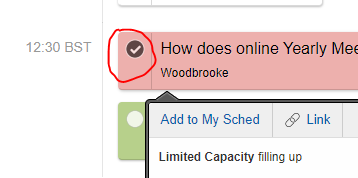 12:30 BST
How does online Yearly Mee
Woodbrooke
Add to My Sched Link
Limited Capacity filling up